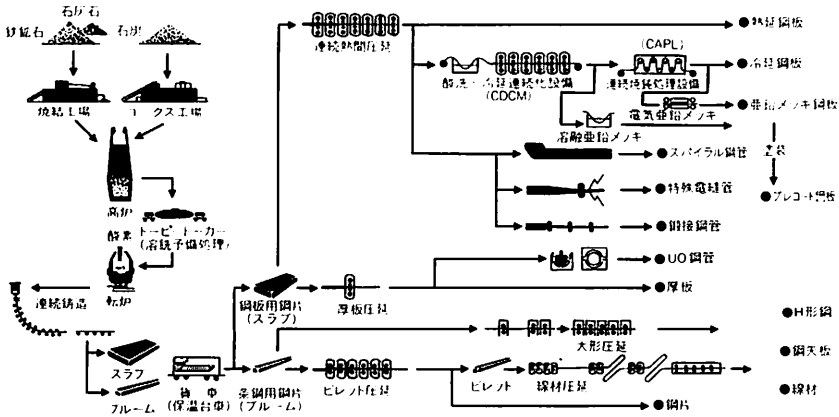 石灰石
鉄鉱石
石炭
焼結工場
コークス工場
高炉
酸素
トーピードカー
(溶銑予備処理)
転炉
連続鋳造
スラブ
ブルーム
貨車
(保温台車)
鋼板用鋼片
(スラブ)
条鋼用鋼片
(ブルーム)
連続熱間圧延
酸洗・冷延連続化設備
(CDCM)
(CAPL)
連続焼鈍処理設備
電気亜鉛メッキ
溶融亜鉛メッキ
●熱延鋼板
●冷延鋼板
●亜鉛メッキ鋼板
塗装
●プレコート鋼板
●スパイラル鋼管
●特殊電縫管
●鍛接鋼管
●UO鋼管
●厚板
厚板圧延
大形圧延
ビレット圧延
ビレット
線材圧延
●鋼片
●H形鋼
●鋼矢板
●線材